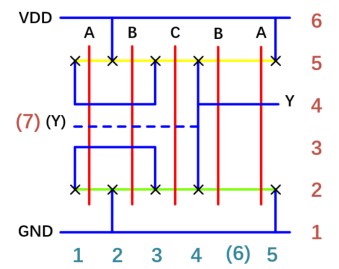 VDD 6
A B C B A
5
Y 4
(7) (Y)
3
2
GND 1
1 2 3 4 (6) 5